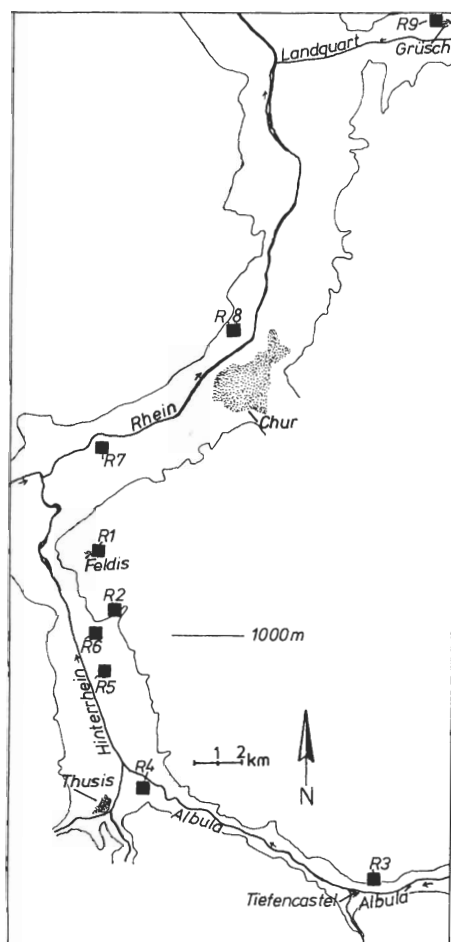 R9
Landquart
Grüsch
R 8
Rhein
Chur
R7
R1
Feldis
R2
R6
1000m
R5
Hinterrhein
1 2 km
R4
Thusis
Albula
N
R3
Tiefencastel
Albula